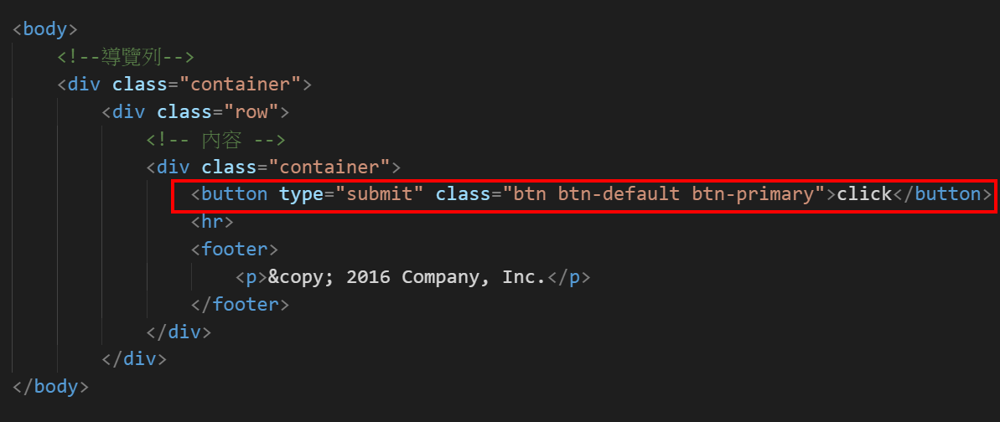 <body>
<!--導覽列-->
<div class="container">
<div class="row">
<!-- 內容 -->
<div class="container">
<button type="submit" class="btn btn-default btn-primary">click</button>
<hr>
<footer>
<p>&copy; 2016 Company, Inc.</p>
</footer>
</div>
</div>
</body>